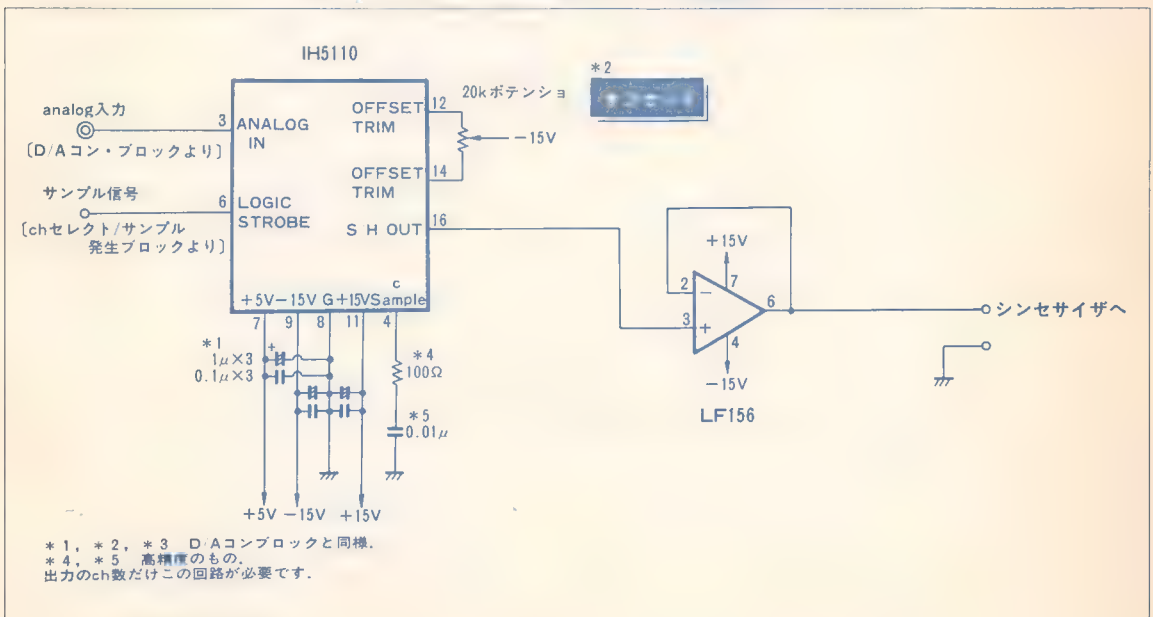 IH5110
*2
analog入力
20kポテンショ
3
ANALOG
IN
OFFSET
TRIM
12
−15V
〔D/Aコン・ブロックより〕
サンプル信号
6
LOGIC
STROBE
OFFSET
TRIM
14
〔chセレクト/サンプル
発生ブロックより〕
S H OUT
16
+15V
7
2
−
6
3
+
4
−15V
LF156
シンセサイザへ
c
+5V −15V G +15V Sample
7 9 8 11 4
*1
1μ×3
0.1μ×3
+
*4
100Ω
*5
0.01μ
+5V −15V +15V
*1, *2, *3 D/Aコンブロックと同様.
*4, *5 高精度のもの.
出力のch数だけこの回路が必要です.